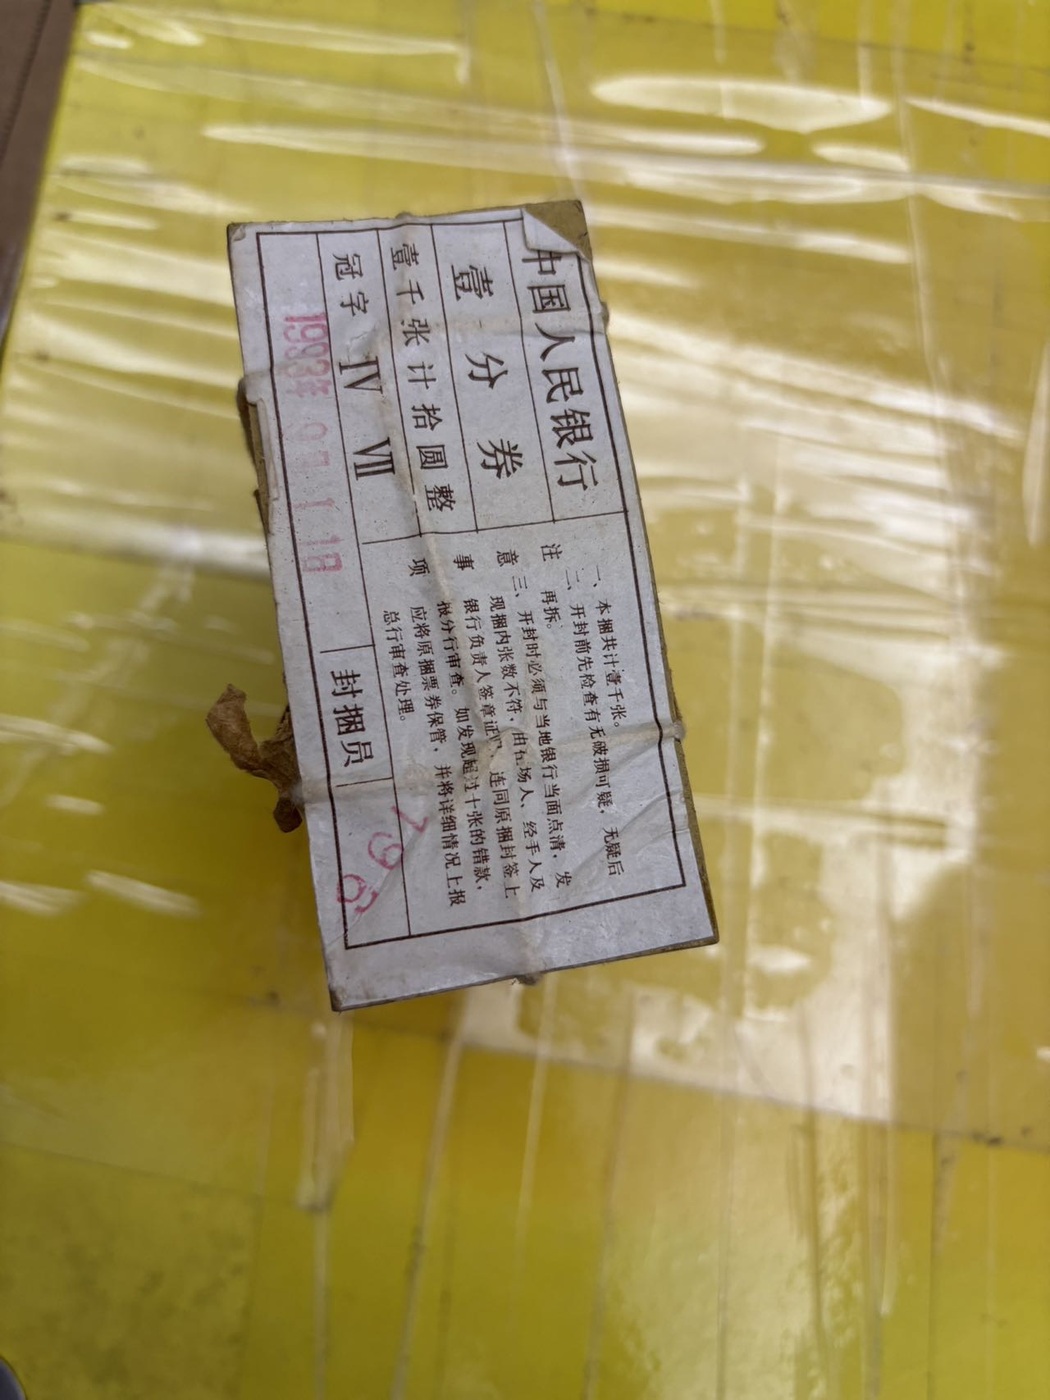 中国人民银行
壹分券
壹千张计拾圆整
冠字 Ⅳ Ⅶ
注意事项
一、本捆共计壹千张。
二、开封前先检查有无破损可疑，无疑后
再拆。
三、开封时必须与当地银行当面点清，发
现捆内张数不符，由在场人、经手人及
银行负责人签章证明，连同原捆封签上
报分行审查。如发现超过十张的错款，
应将原捆票券保管，并将详细情况上报
总行审查处理。
封捆员
196